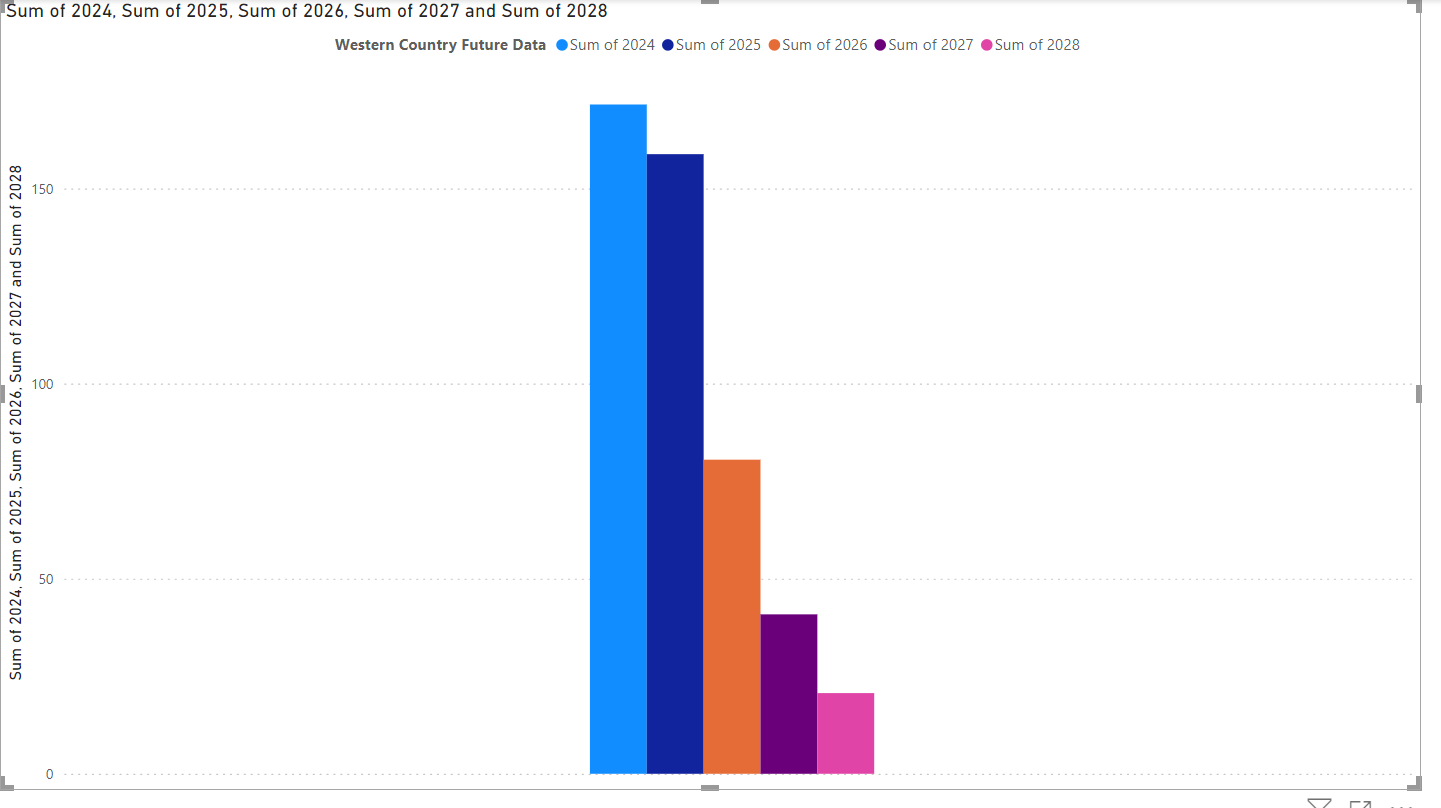 Sum of 2024, Sum of 2025, Sum of 2026, Sum of 2027 and Sum of 2028
Western Country Future Data Sum of 2024 Sum of 2025 Sum of 2026 Sum of 2027 Sum of 2028
Sum of 2024, Sum of 2025, Sum of 2026, Sum of 2027 and Sum of 2028
150
100
50
0